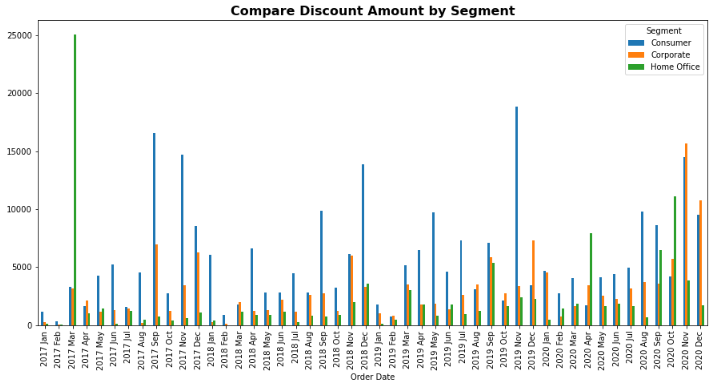 Compare Discount Amount by Segment
Segment
Consumer
Corporate
Home Office
25000
20000
15000
10000
5000
0
2017 Jan
2017 Feb
2017 Mar
2017 Apr
2017 May
2017 Jun
2017 Jul
2017 Aug
2017 Sep
2017 Oct
2017 Nov
2017 Dec
2018 Jan
2018 Feb
2018 Mar
2018 Apr
2018 May
2018 Jun
2018 Jul
2018 Aug
2018 Sep
2018 Oct
2018 Nov
2018 Dec
2019 Jan
2019 Feb
2019 Mar
2019 Apr
2019 May
2019 Jun
2019 Jul
2019 Aug
2019 Sep
2019 Oct
2019 Nov
2019 Dec
2020 Jan
2020 Feb
2020 Mar
2020 Apr
2020 May
2020 Jun
2020 Jul
2020 Aug
2020 Sep
2020 Oct
2020 Nov
2020 Dec
Order Date